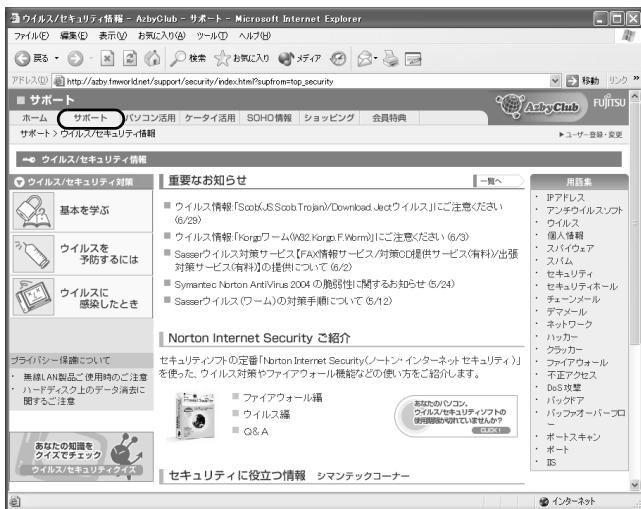 ウイルス/セキュリティ情報 - AzbyClub - サポート - Microsoft Internet Explorer
ファイル(F) 編集(E) 表示(V) お気に入り(A) ツール(T) ヘルプ(H)
戻る 検索 お気に入り メディア
アドレス(D) http://azby.fmworld.net/support/security/index.html?supfrom=top_security 移動 リンク »
■ サポート
AzbyClub FUJITSU
ホーム サポート パソコン活用 ケータイ活用 SOHO情報 ショッピング 会員特典
サポート > ウイルス/セキュリティ情報 ▶ユーザー登録・変更
ウイルス/セキュリティ情報
ウイルス/セキュリティ対策
基本を学ぶ
ウイルスを
予防するには
ウイルスに
感染したとき
プライバシー保護について
・ 無線LAN製品ご使用時のご注意
・ ハードディスク上のデータ消去に
関するご注意
あなたの知識を
クイズでチェック
ウイルス/セキュリティクイズ
重要なお知らせ 一覧へ
■ ウイルス情報:「Scob(JS.Scob.Trojan)/Download.Jectウイルス」にご注意ください
(6/29)
■ ウイルス情報:「Korgoワーム(W32.Korgo.F.Worm)」にご注意ください (6/3)
■ Sasserウイルス対策サービス【FAX情報サービス/対策CD提供サービス(有料)/出張
対策サービス(有料)】の提供について (6/2)
■ Symantec Norton AntiVirus 2004 の脆弱性に関するお知らせ (5/24)
■ Sasserウイルス(ワーム)の対策手順について (5/12)
Norton Internet Security ご紹介
セキュリティソフトの定番「Norton Internet Security(ノートン・インターネットセキュリティ)」
を使った、ウイルス対策やファイアウォール機能などの使い方をご紹介します。
■ ファイアウォール編
■ ウイルス編
■ Q&A
あなたのパソコン、
ウイルス/セキュリティソフトの
使用期限が切れていませんか?
CLICK!
セキュリティに役立つ情報 シマンテックコーナー
用語集
・ IPアドレス
・ アンチウイルスソフト
・ ウイルス
・ 個人情報
・ スパイウェア
・ スパム
・ セキュリティ
・ セキュリティホール
・ チェーンメール
・ デマメール
・ ネットワーク
・ ハッカー
・ クラッカー
・ ファイアウォール
・ 不正アクセス
・ DoS攻撃
・ バックドア
・ バッファオーバーフロ
ー
・ ポートスキャン
・ ポート
・ IIS
インターネット